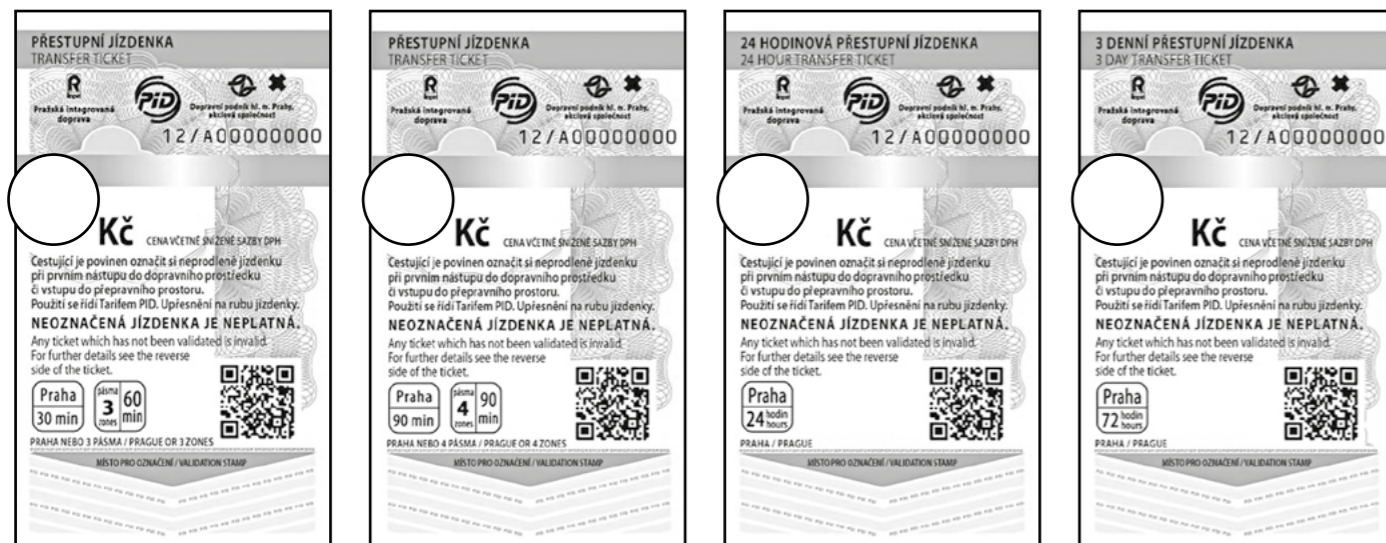 PŘESTUPNÍ JÍZDENKA
TRANSFER TICKET
Pražská integrovaná
doprava
PiD
Dopravní podnik hl. m. Prahy,
akciová společnost
12/A00000000
Kč CENA VČETNĚ SNÍŽENÉ SAZBY DPH
Cestující je povinen označit si neprodleně jízdenku
při prvním nástupu do dopravního prostředku
či vstupu do přepravního prostoru.
Použití se řídí Tarifem PID. Upřesnění na rubu jízdenky.
NEOZNAČENÁ JÍZDENKA JE NEPLATNÁ.
Any ticket which has not been validated is invalid.
For further details see the reverse
side of the ticket.
Praha
30 min
pásma
3
zones
60
min
PRAHA NEBO 3 PÁSMA / PRAGUE OR 3 ZONES
MÍSTO PRO OZNAČENÍ / VALIDATION STAMP
PŘESTUPNÍ JÍZDENKA
TRANSFER TICKET
Pražská integrovaná
doprava
PiD
Dopravní podnik hl. m. Prahy,
akciová společnost
12/A00000000
Kč CENA VČETNĚ SNÍŽENÉ SAZBY DPH
Cestující je povinen označit si neprodleně jízdenku
při prvním nástupu do dopravního prostředku
či vstupu do přepravního prostoru.
Použití se řídí Tarifem PID. Upřesnění na rubu jízdenky.
NEOZNAČENÁ JÍZDENKA JE NEPLATNÁ.
Any ticket which has not been validated is invalid.
For further details see the reverse
side of the ticket.
Praha
90 min
pásma
4
zones
90
min
PRAHA NEBO 4 PÁSMA / PRAGUE OR 4 ZONES
MÍSTO PRO OZNAČENÍ / VALIDATION STAMP
24 HODINOVÁ PŘESTUPNÍ JÍZDENKA
24 HOUR TRANSFER TICKET
Pražská integrovaná
doprava
PiD
Dopravní podnik hl. m. Prahy,
akciová společnost
12/A00000000
Kč CENA VČETNĚ SNÍŽENÉ SAZBY DPH
Cestující je povinen označit si neprodleně jízdenku
při prvním nástupu do dopravního prostředku
či vstupu do přepravního prostoru.
Použití se řídí Tarifem PID. Upřesnění na rubu jízdenky.
NEOZNAČENÁ JÍZDENKA JE NEPLATNÁ.
Any ticket which has not been validated is invalid.
For further details see the reverse
side of the ticket.
Praha
24 hodin
hours
PRAHA / PRAGUE
MÍSTO PRO OZNAČENÍ / VALIDATION STAMP
3 DENNÍ PŘESTUPNÍ JÍZDENKA
3 DAY TRANSFER TICKET
Pražská integrovaná
doprava
PiD
Dopravní podnik hl. m. Prahy,
akciová společnost
12/A00000000
Kč CENA VČETNĚ SNÍŽENÉ SAZBY DPH
Cestující je povinen označit si neprodleně jízdenku
při prvním nástupu do dopravního prostředku
či vstupu do přepravního prostoru.
Použití se řídí Tarifem PID. Upřesnění na rubu jízdenky.
NEOZNAČENÁ JÍZDENKA JE NEPLATNÁ.
Any ticket which has not been validated is invalid.
For further details see the reverse
side of the ticket.
Praha
72 hodin
hours
PRAHA / PRAGUE
MÍSTO PRO OZNAČENÍ / VALIDATION STAMP